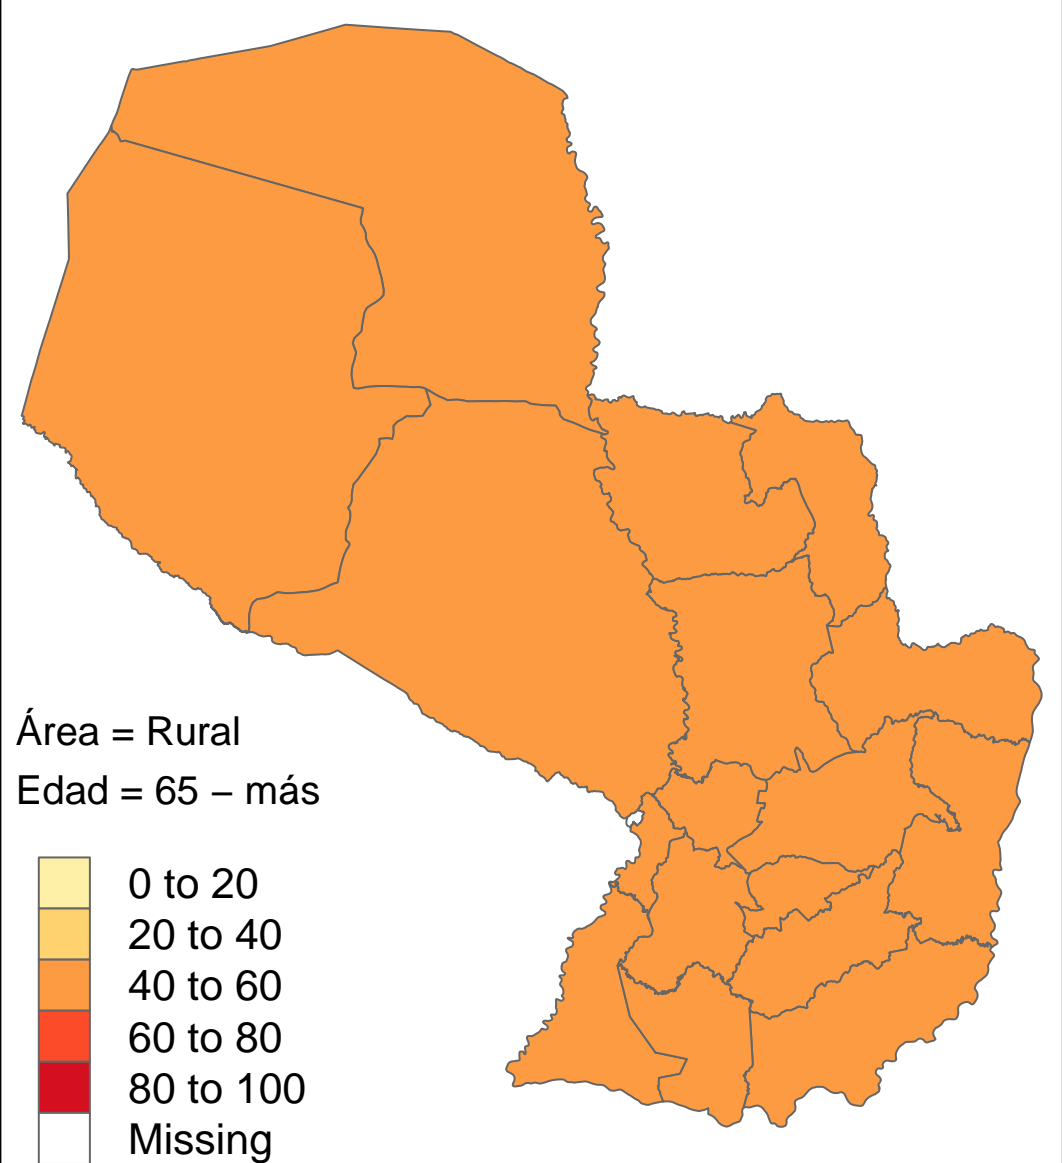 Área = Rural
Edad = 65 – más
0 to 20
20 to 40
40 to 60
60 to 80
80 to 100
Missing